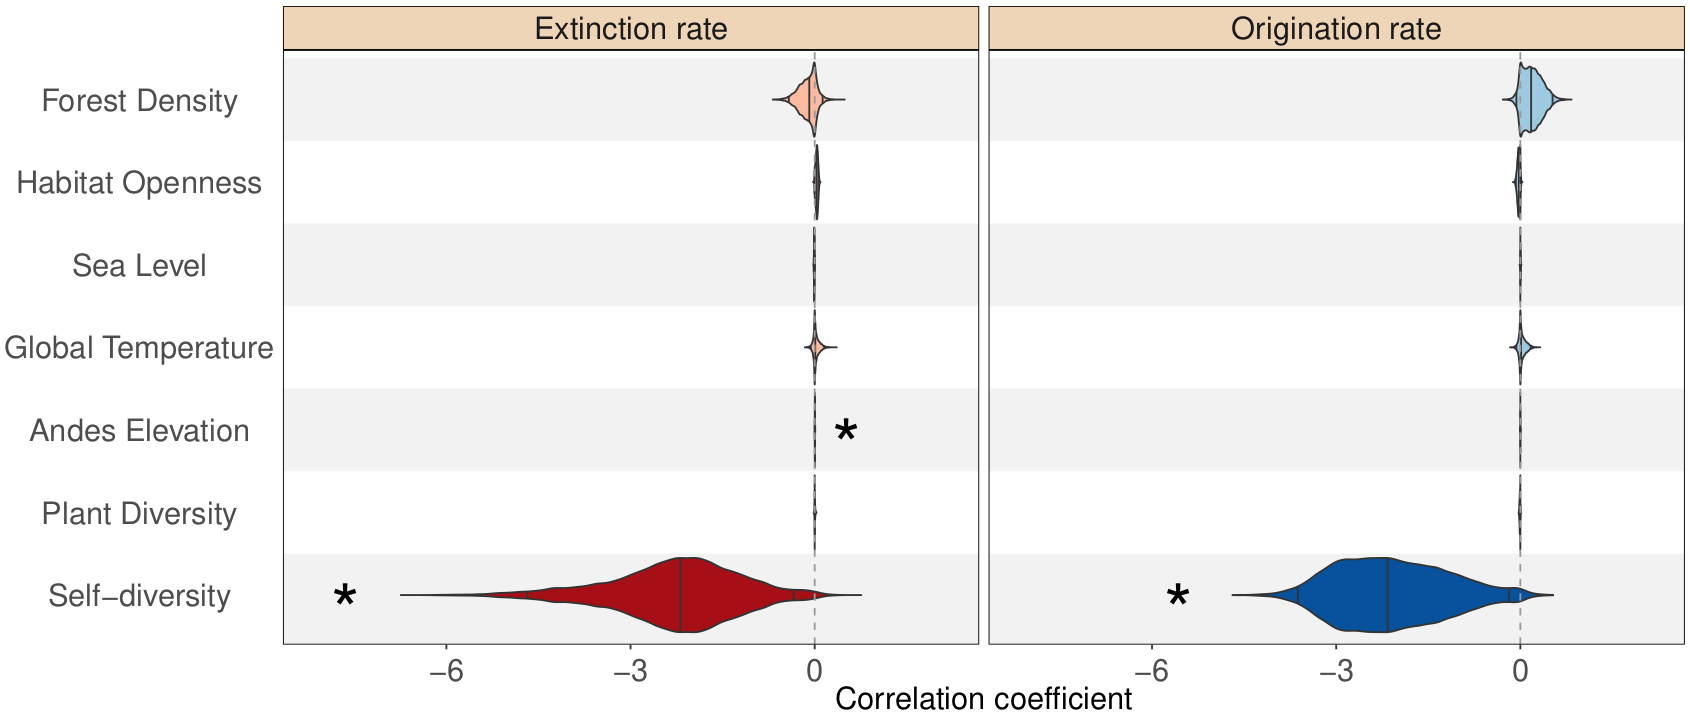 Extinction rate
Origination rate
Forest Density
Habitat Openness
Sea Level
Global Temperature
Andes Elevation
*
Plant Diversity
Self−diversity
*
*
−6
−3
0
−6
−3
0
Correlation coefficient